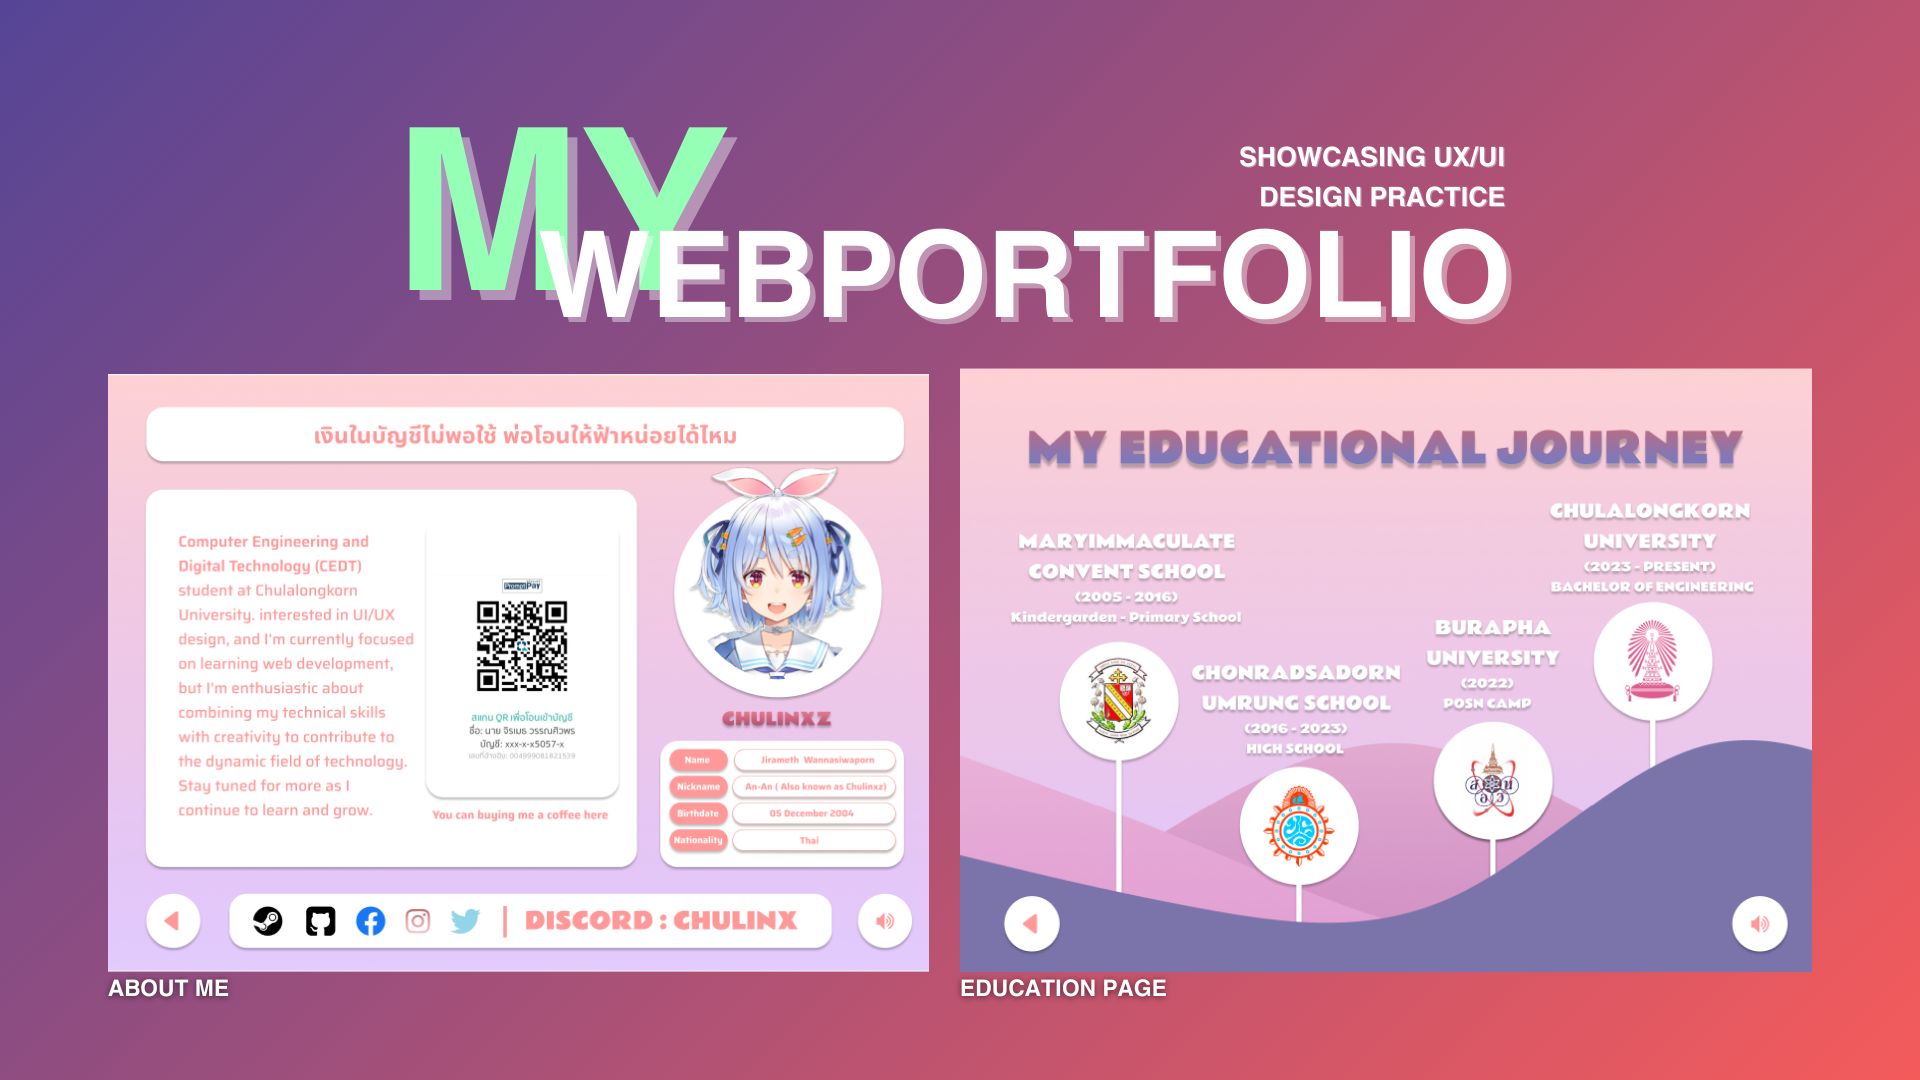 MY
SHOWCASING UX/UI
DESIGN PRACTICE
WEBPORTFOLIO
เงินในบัญชีไม่พอใช้ พ่อโอนให้ฟ้าหน่อยได้ไหม
Computer Engineering and
Digital Technology (CEDT)
student at Chulalongkorn
University. interested in UI/UX
design, and I'm currently focused
on learning web development,
but I'm enthusiastic about
combining my technical skills
with creativity to contribute to
the dynamic field of technology.
Stay tuned for more as I
continue to learn and grow.
PromptPay
สแกน QR เพื่อโอนเข้าบัญชี
ชื่อ: นาย จิรเมธ วรรณศิวพร
บัญชี: xxx-x-x5057-x
เลขที่อ้างอิง: 004999081821539
You can buying me a coffee here
CHULINXZ
Name Jirameth Wannasiwaporn
Nickname An-An ( Also known as Chulinxz)
Birthdate 05 December 2004
Nationality Thai
DISCORD : CHULINX
ABOUT ME
MY EDUCATIONAL JOURNEY
MARYIMMACULATE
CONVENT SCHOOL
(2005 - 2016)
Kindergarden - Primary School
CHONRADSADORN
UMRUNG SCHOOL
(2016 - 2023)
HIGH SCHOOL
BURAPHA
UNIVERSITY
(2022)
POSN CAMP
CHULALONGKORN
UNIVERSITY
(2023 - PRESENT)
BACHELOR OF ENGINEERING
EDUCATION PAGE